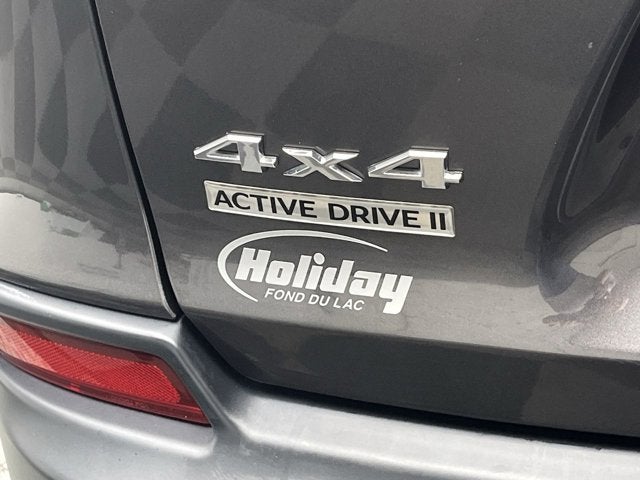 4x4
ACTIVE DRIVE II
Holiday
FOND DU LAC